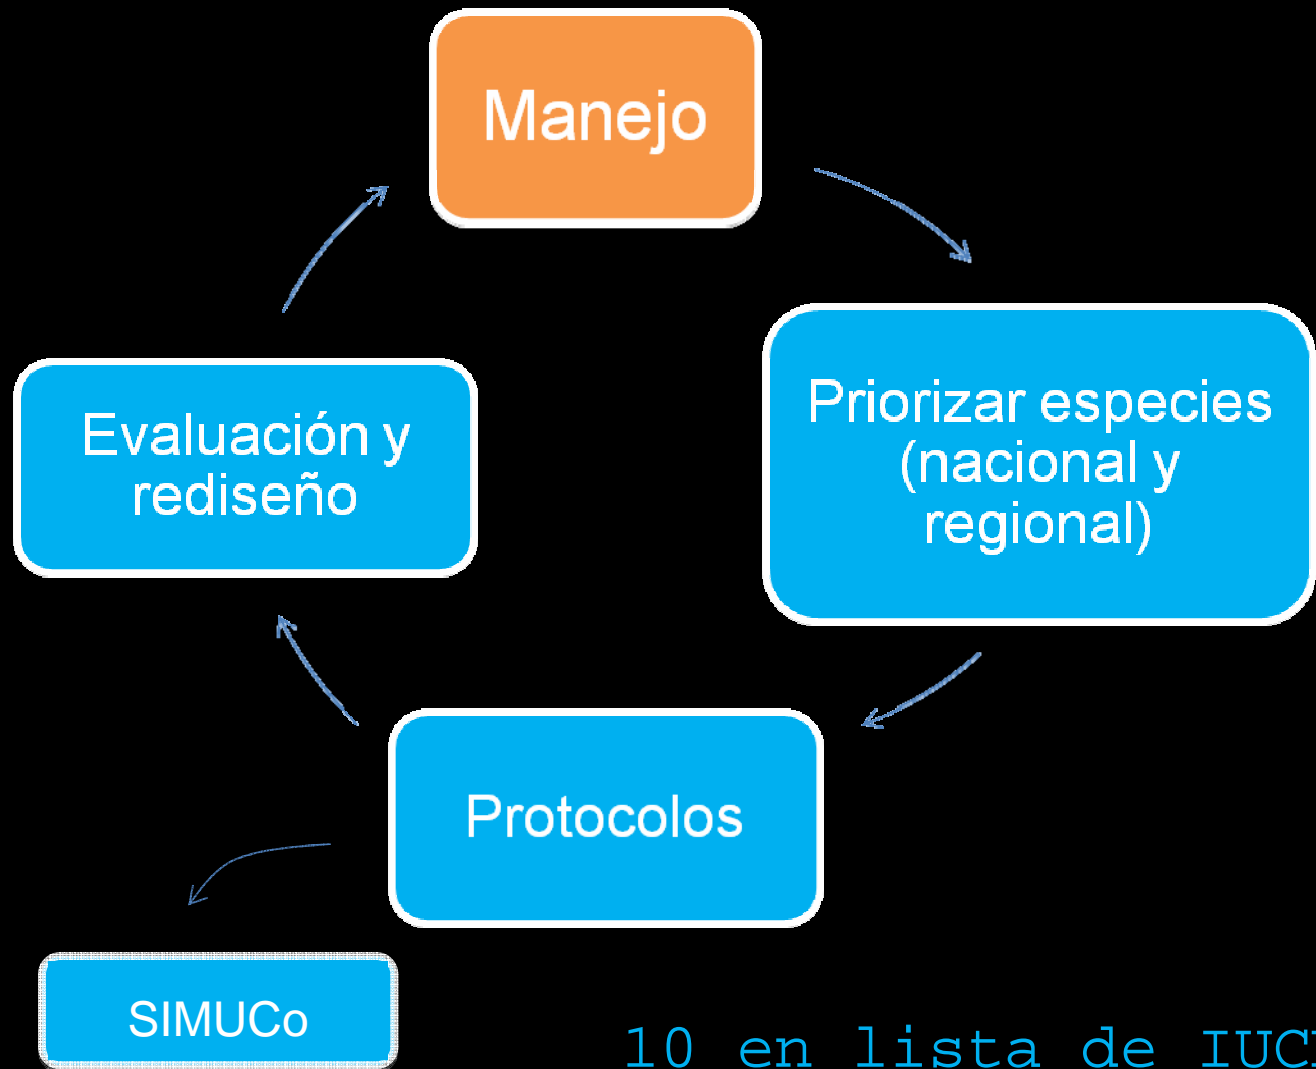 Manejo
Priorizar especies
(nacional y
regional)
Evaluación y
rediseño
Protocolos
SIMUCo
10 en lista de